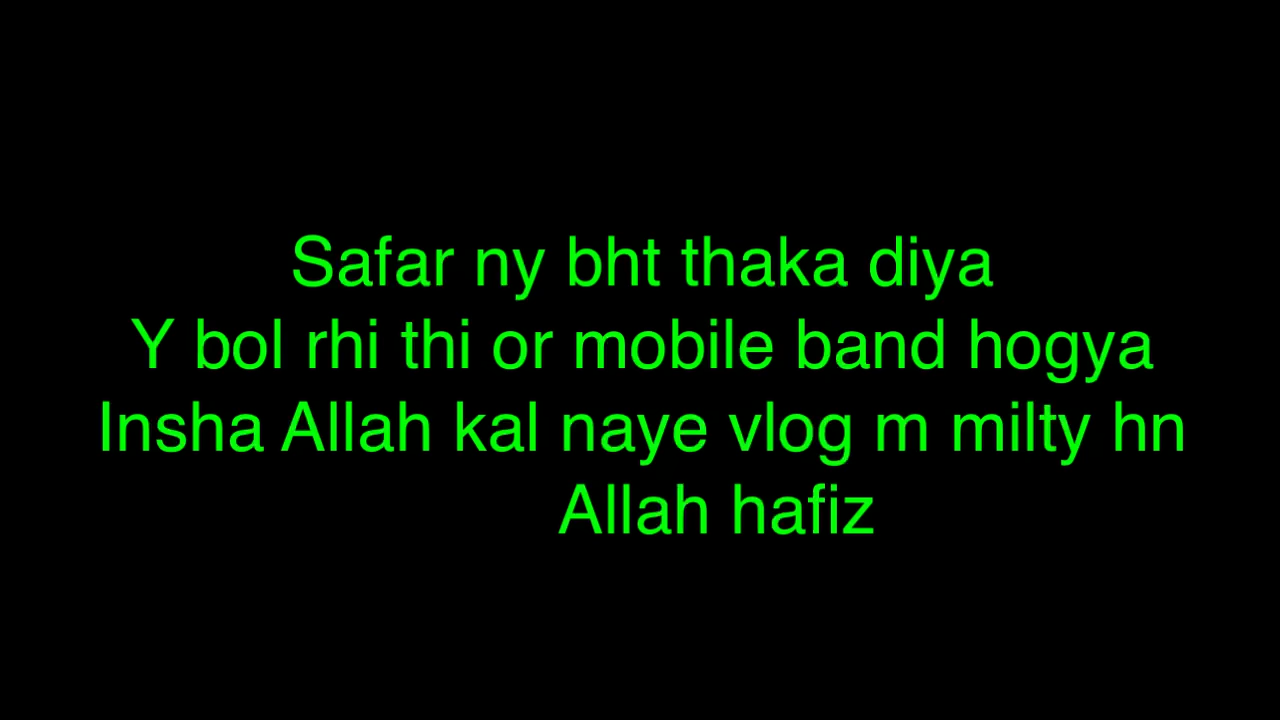 Safar ny bht thaka diya
Y bol rhi thi or mobile band hogya
Insha Allah kal naye vlog m milty hn
Allah hafiz